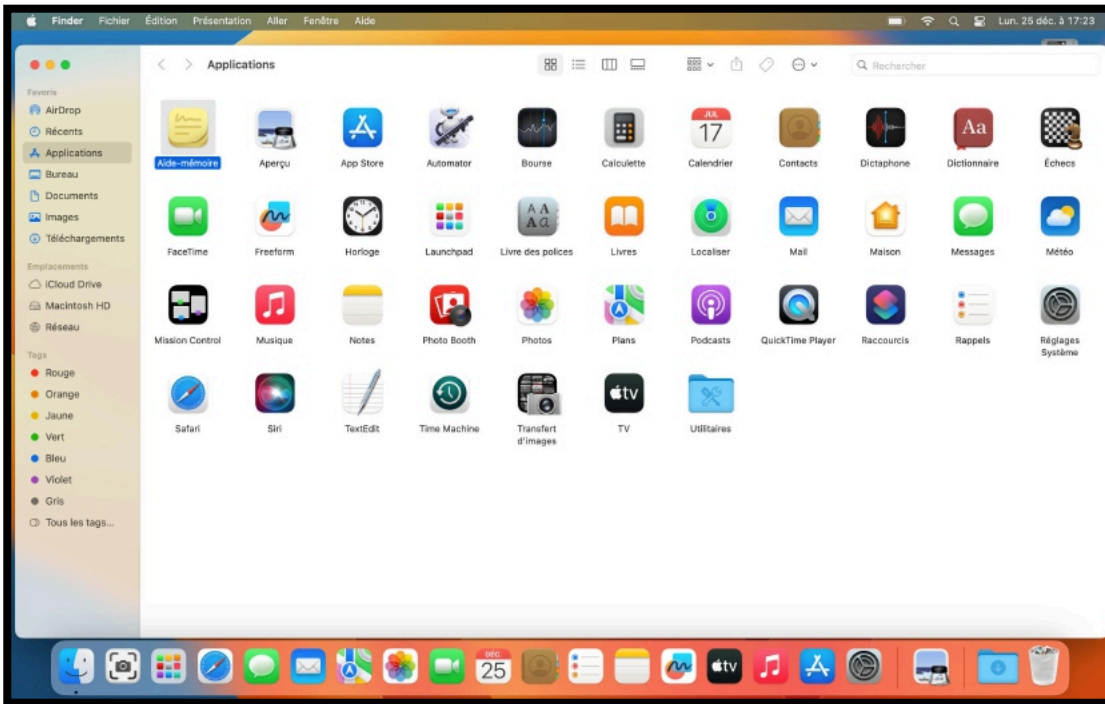 Finder Fichier Édition Présentation Aller Fenêtre Aide Lun. 25 déc. à 17:23
Applications Rechercher
Favoris
AirDrop
Récents
Applications
Bureau
Documents
Images
Téléchargements
Emplacements
iCloud Drive
Macintosh HD
Réseau
Tags
Rouge
Orange
Jaune
Vert
Bleu
Violet
Gris
Tous les tags...
JUL
17
Aa
Aide-mémoire Aperçu App Store Automator Bourse Calculette Calendrier Contacts Dictaphone Dictionnaire Échecs
A A
A a
FaceTime Freeform Horloge Launchpad Livre des polices Livres Localiser Mail Maison Messages Météo
Mission Control Musique Notes Photo Booth Photos Plans Podcasts QuickTime Player Raccourcis Rappels Réglages
Système
tv
Safari Siri TextEdit Time Machine Transfert TV Utilitaires
d'images
DÉC.
25
tv